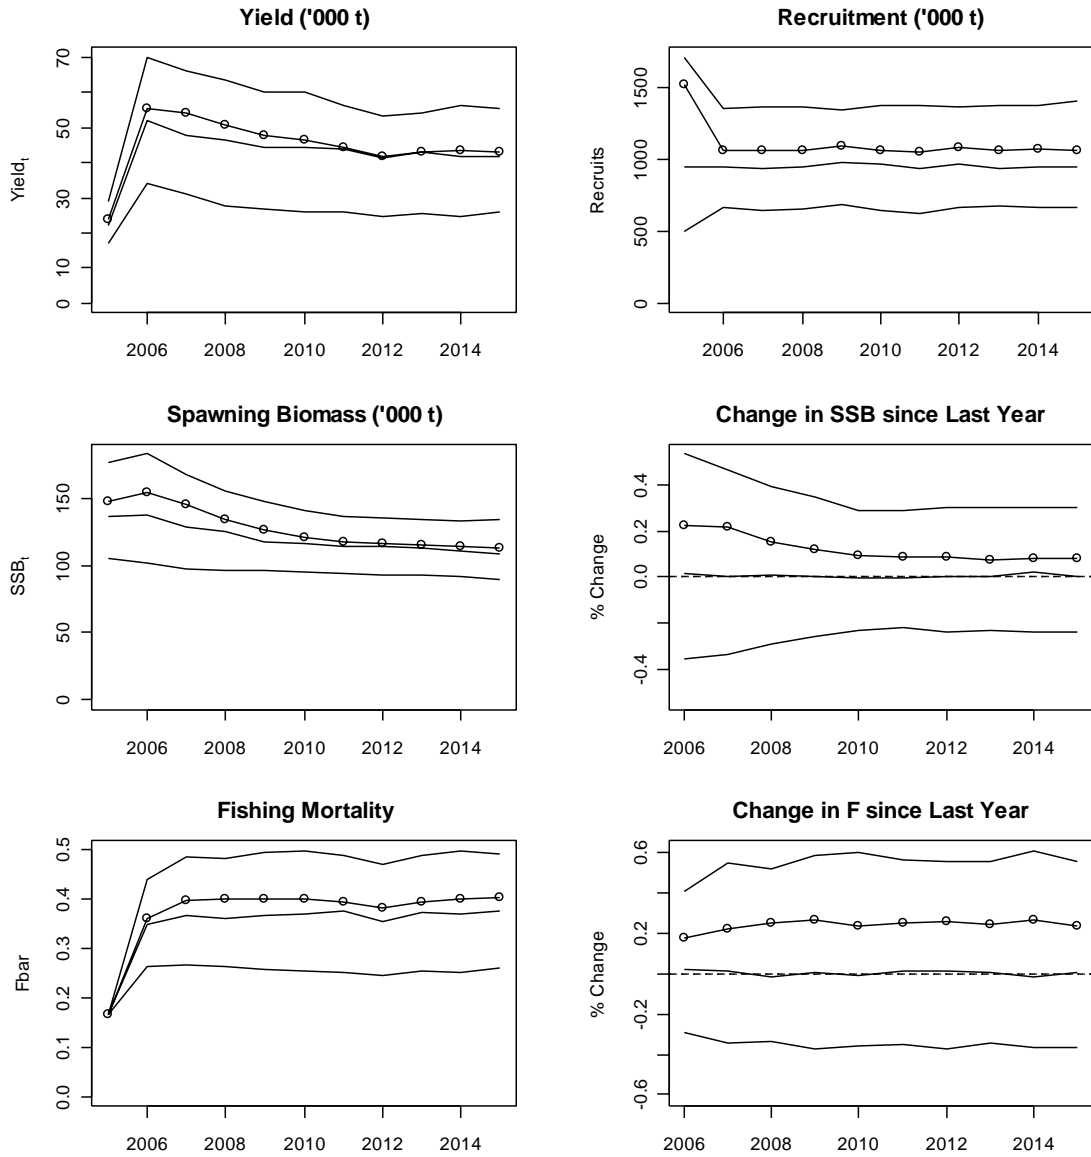 Yield ('000 t)
Yield_t
0 10 30 50 70
2006 2008 2010 2012 2014
Recruitment ('000 t)
Recruits
0 500 1000 1500
2006 2008 2010 2012 2014
Spawning Biomass ('000 t)
SSB_t
0 50 100 150
2006 2008 2010 2012 2014
Change in SSB since Last Year
% Change
-0.4 0.0 0.2 0.4
2006 2008 2010 2012 2014
Fishing Mortality
Fbar
0.0 0.1 0.2 0.3 0.4 0.5
2006 2008 2010 2012 2014
Change in F since Last Year
% Change
-0.6 -0.2 0.2 0.6
2006 2008 2010 2012 2014